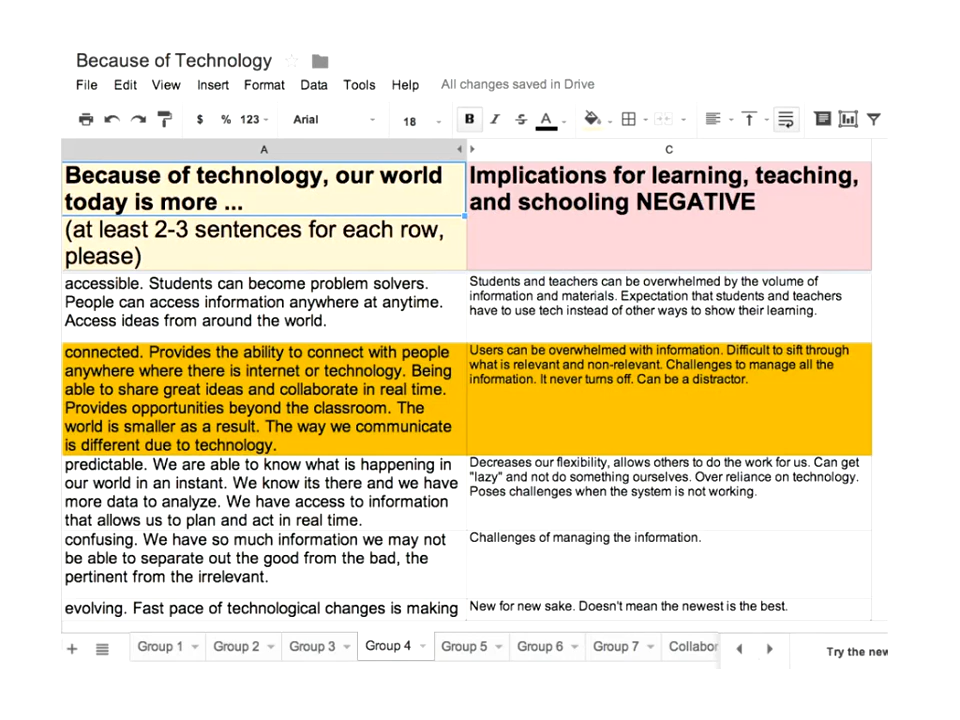 Because of Technology
File Edit View Insert Format Data Tools Help All changes saved in Drive
$ % 123 Arial 18 B I S A
A C
Because of technology, our world
today is more ...
(at least 2-3 sentences for each row,
please)
Implications for learning, teaching,
and schooling NEGATIVE
accessible. Students can become problem solvers.
People can access information anywhere at anytime.
Access ideas from around the world.
Students and teachers can be overwhelmed by the volume of
information and materials. Expectation that students and teachers
have to use tech instead of other ways to show their learning.
connected. Provides the ability to connect with people
anywhere where there is internet or technology. Being
able to share great ideas and collaborate in real time.
Provides opportunities beyond the classroom. The
world is smaller as a result. The way we communicate
is different due to technology.
Users can be overwhelmed with information. Difficult to sift through
what is relevant and non-relevant. Challenges to manage all the
information. It never turns off. Can be a distractor.
predictable. We are able to know what is happening in
our world in an instant. We know its there and we have
more data to analyze. We have access to information
that allows us to plan and act in real time.
Decreases our flexibility, allows others to do the work for us. Can get
"lazy" and not do something ourselves. Over reliance on technology.
Poses challenges when the system is not working.
confusing. We have so much information we may not
be able to separate out the good from the bad, the
pertinent from the irrelevant.
Challenges of managing the information.
evolving. Fast pace of technological changes is making
New for new sake. Doesn't mean the newest is the best.
Group 1 Group 2 Group 3 Group 4 Group 5 Group 6 Group 7 Collabor
Try the new